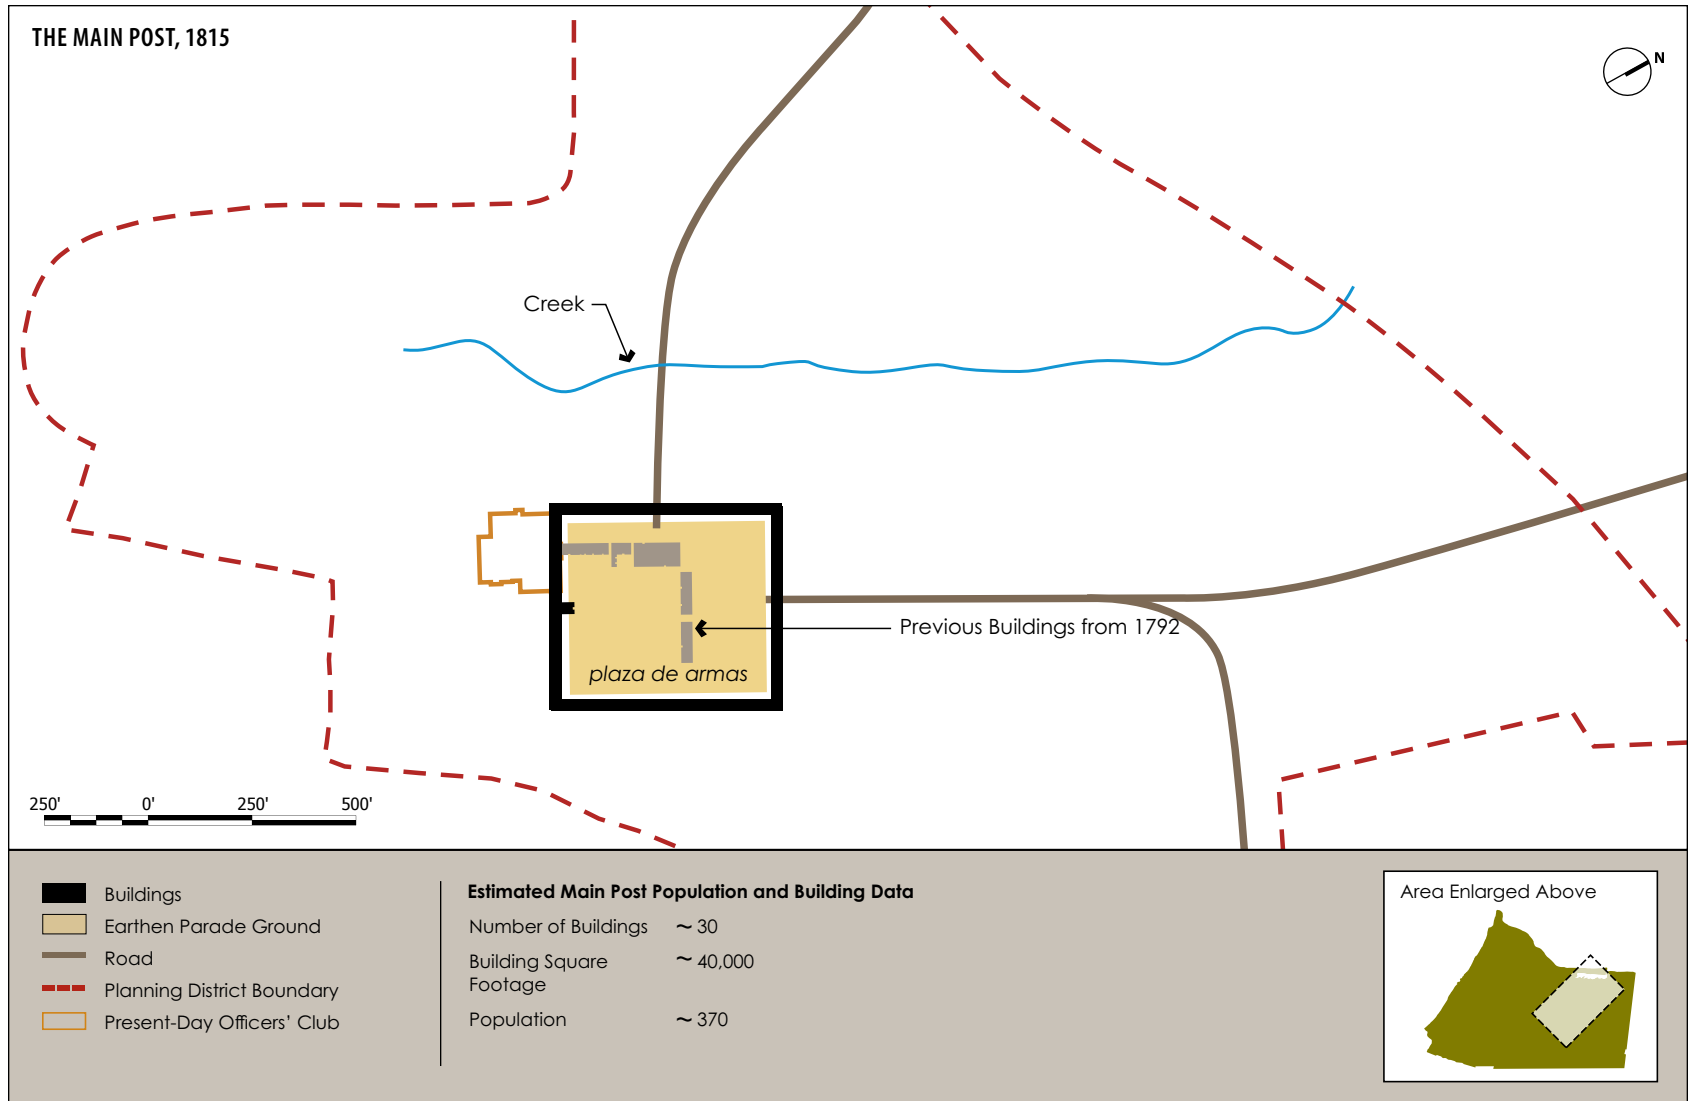 THE MAIN POST, 1815
N
Creek
Previous Buildings from 1792
plaza de armas
250' 0' 250' 500'
Buildings
Earthen Parade Ground
Road
Planning District Boundary
Present-Day Officers' Club
Estimated Main Post Population and Building Data
Number of Buildings ~ 30
Building Square ~ 40,000
Footage
Population ~ 370
Area Enlarged Above